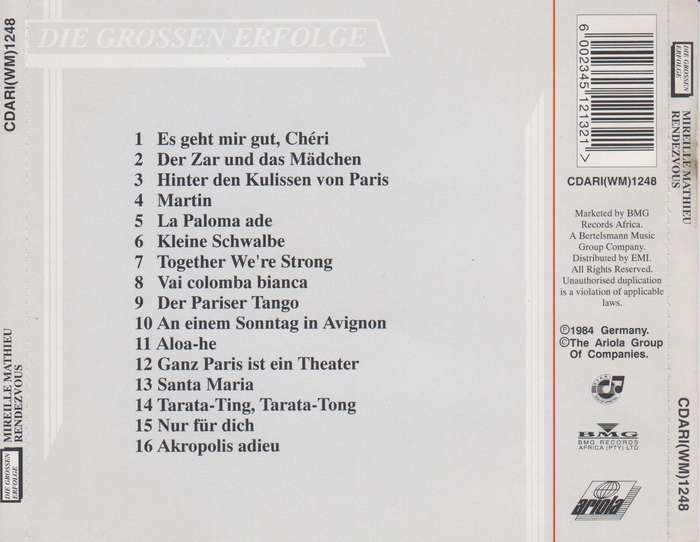 DIE GROSSEN ERFOLGE
1 Es geht mir gut, Chéri
2 Der Zar und das Mädchen
3 Hinter den Kulissen von Paris
4 Martin
5 La Paloma ade
6 Kleine Schwalbe
7 Together We're Strong
8 Vai colomba bianca
9 Der Pariser Tango
10 An einem Sonntag in Avignon
11 Aloa-he
12 Ganz Paris ist ein Theater
13 Santa Maria
14 Tarata-Ting, Tarata-Tong
15 Nur für dich
16 Akropolis adieu
6 002345 121321 >
CDARI(WM)1248
Marketed by BMG
Records Africa.
A Bertelsmann Music
Group Company.
Distributed by EMI.
All Rights Reserved.
Unauthorised duplication
is a violation of applicable
laws.
℗1984 Germany.
©The Ariola Group
Of Companies.
BMG
BMG RECORDS
AFRICA (PTY) LTD
ariola
CDARI(WM)1248
MIREILLE MATHIEU
RENDEZVOUS
DIE GROSSEN
ERFOLGE
DIE GROSSEN
ERFOLGE
MIREILLE MATHIEU
RENDEZVOUS
CDARI(WM)1248